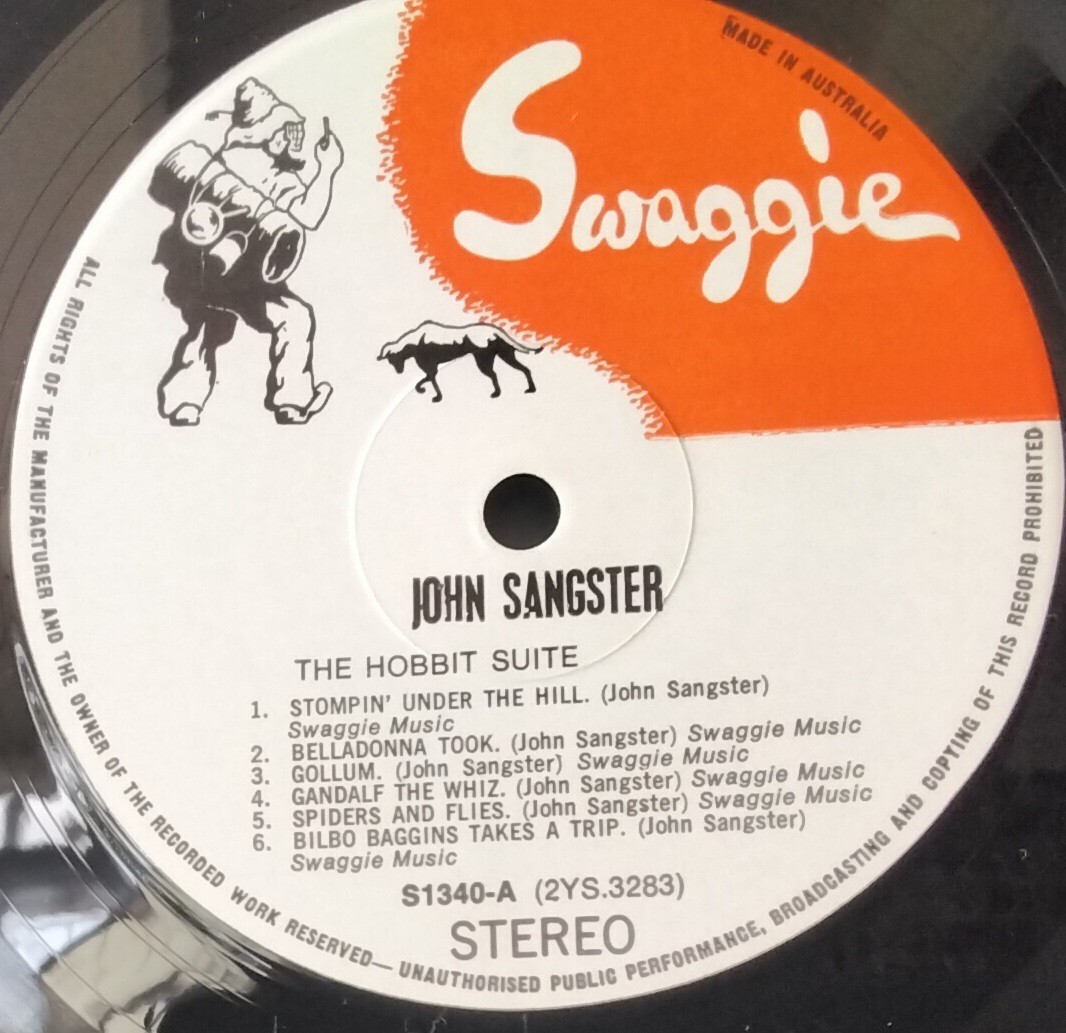 Swaggie
MADE IN AUSTRALIA
JOHN SANGSTER
THE HOBBIT SUITE
1. STOMPIN' UNDER THE HILL. (John Sangster)
Swaggie Music
2. BELLADONNA TOOK. (John Sangster) Swaggie Music
3. GOLLUM. (John Sangster) Swaggie Music
4. GANDALF THE WHIZ. (John Sangster) Swaggie Music
5. SPIDERS AND FLIES. (John Sangster) Swaggie Music
6. BILBO BAGGINS TAKES A TRIP. (John Sangster)
Swaggie Music
S1340-A (2YS.3283)
STEREO
ALL RIGHTS OF THE MANUFACTURER AND THE OWNER OF THE RECORDED WORK RESERVED—UNAUTHORISED PUBLIC PERFORMANCE, BROADCASTING AND COPYING OF THIS RECORD PROHIBITED